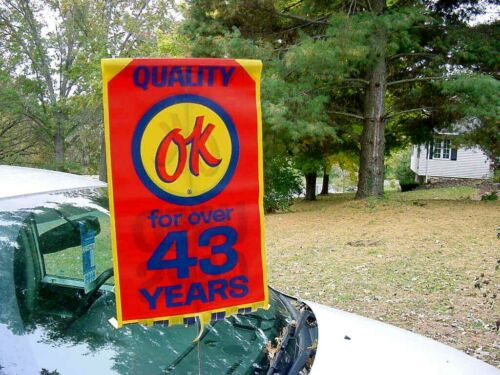 QUALITY
OK
®
for over
43
YEARS